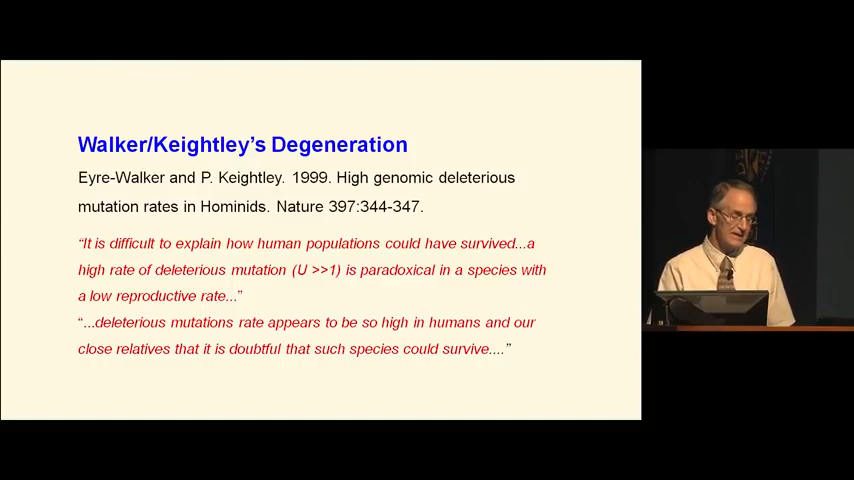 Walker/Keightley's Degeneration
Eyre-Walker and P. Keightley. 1999. High genomic deleterious
mutation rates in Hominids. Nature 397:344-347.
“It is difficult to explain how human populations could have survived...a
high rate of deleterious mutation (U >>1) is paradoxical in a species with
a low reproductive rate...”
“...deleterious mutations rate appears to be so high in humans and our
close relatives that it is doubtful that such species could survive....”